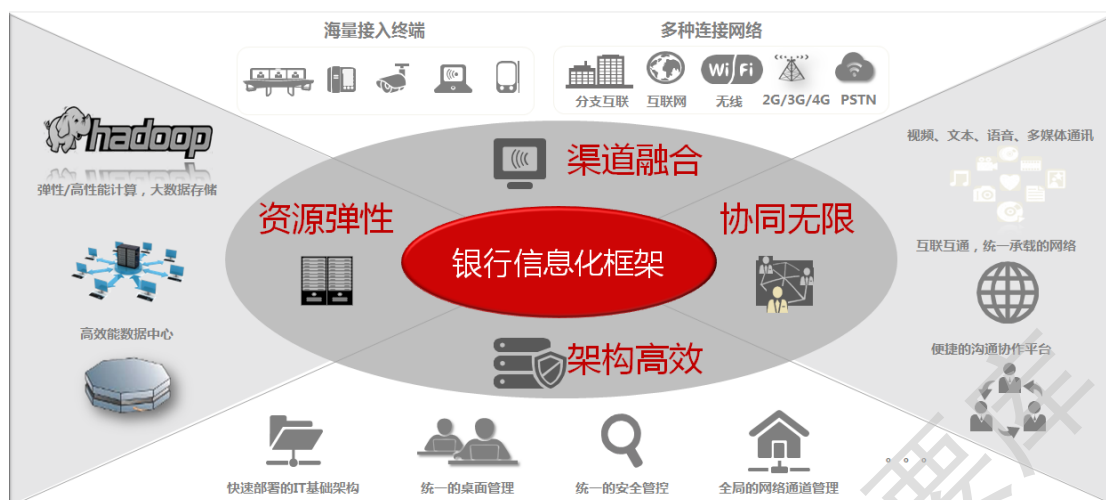 海量接入终端
多种连接网络
WiFi
分支互联
互联网
无线
2G/3G/4G
PSTN
hadoop
弹性/高性能计算，大数据存储
高效能数据中心
渠道融合
资源弹性
协同无限
银行信息化框架
架构高效
视频、文本、语音、多媒体通讯
互联互通，统一承载的网络
便捷的沟通协作平台
快速部署的IT基础架构
统一的桌面管理
统一的安全管控
全局的网络通道管理
。。。